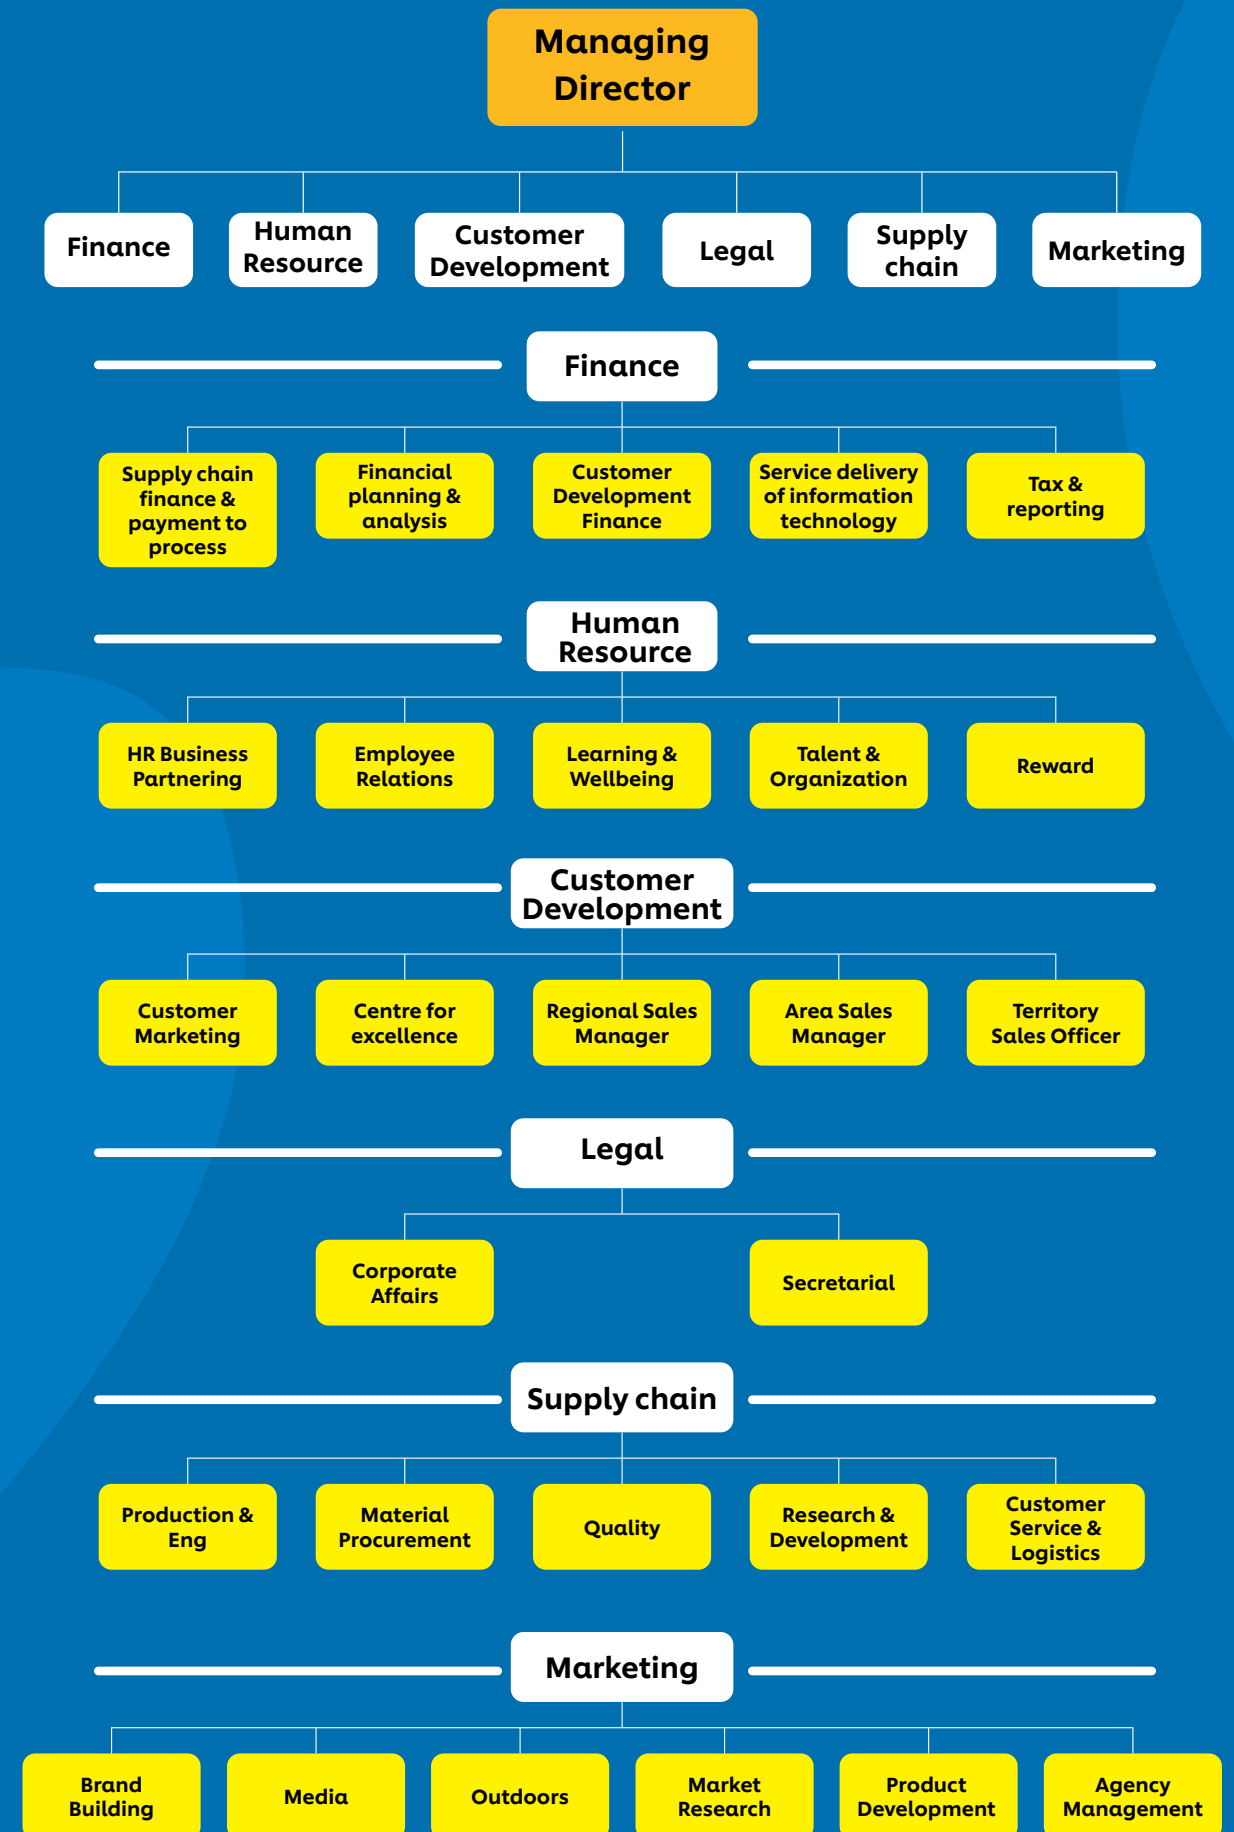 Managing
Director
Finance
Human
Resource
Customer
Development
Legal
Supply
chain
Marketing
Finance
Supply chain
finance &
payment to
process
Financial
planning &
analysis
Customer
Development
Finance
Service delivery
of information
technology
Tax &
reporting
Human
Resource
HR Business
Partnering
Employee
Relations
Learning &
Wellbeing
Talent &
Organization
Reward
Customer
Development
Customer
Marketing
Centre for
excellence
Regional Sales
Manager
Area Sales
Manager
Territory
Sales Officer
Legal
Corporate
Affairs
Secretarial
Supply chain
Production &
Eng
Material
Procurement
Quality
Research &
Development
Customer
Service &
Logistics
Marketing
Brand
Building
Media
Outdoors
Market
Research
Product
Development
Agency
Management